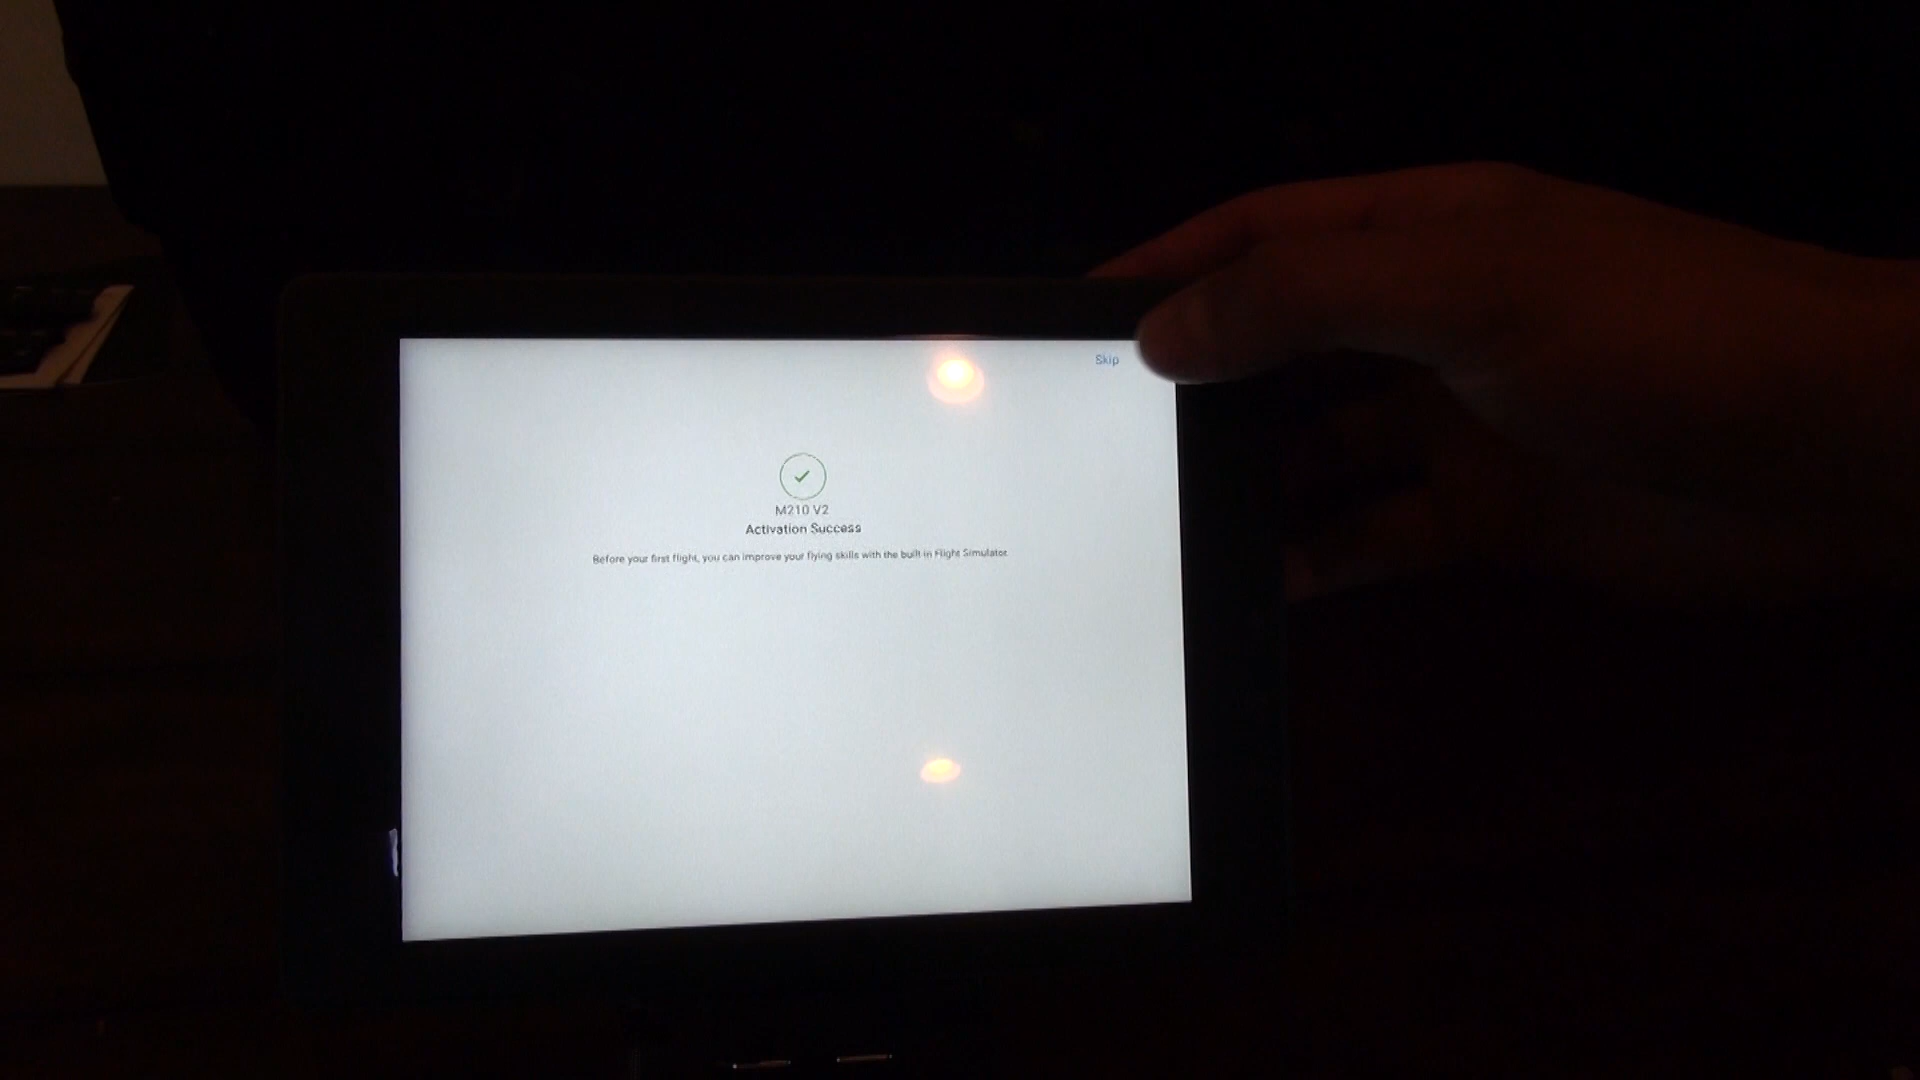 Skip
M210 V2
Activation Success
Before your first flight, you can improve your flying skills with the built-in Flight Simulator.